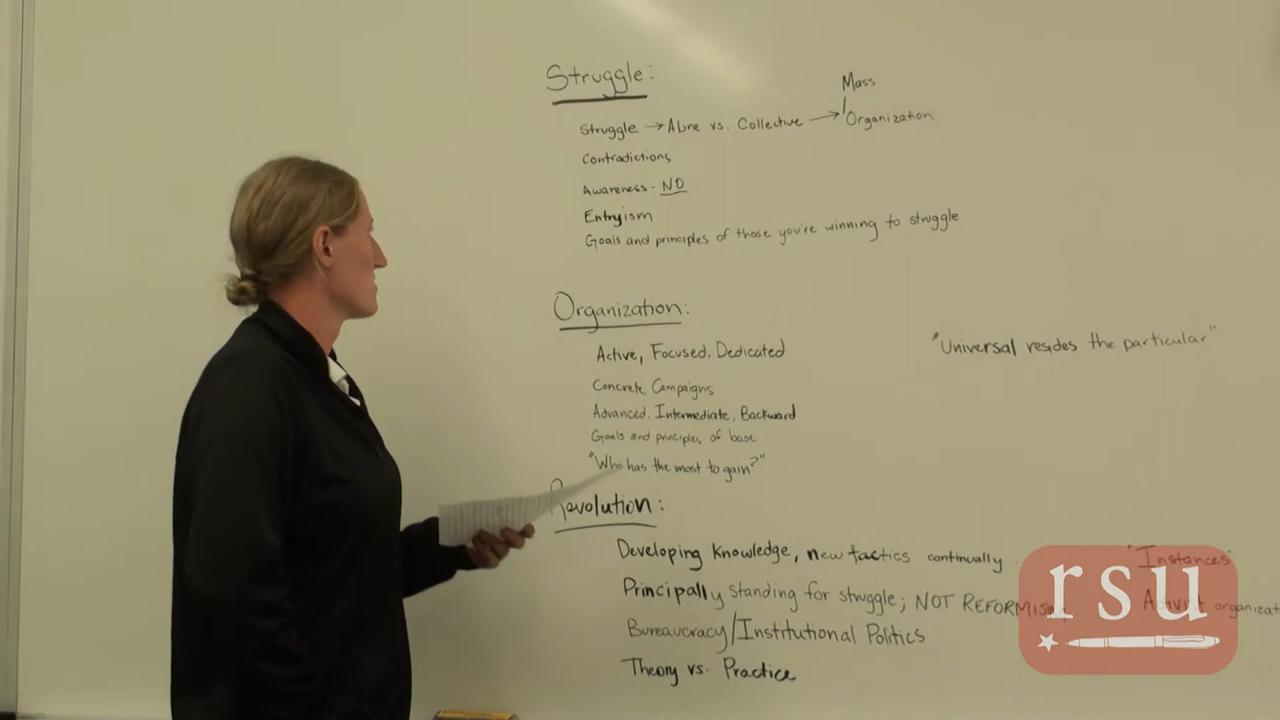 Struggle:
Mass
Struggle → Alone vs. Collective → Organization
Contradictions
Awareness - NO
Entryism
Goals and principles of those you're winning to struggle
Organization:
Active, Focused, Dedicated
"Universal resides the particular"
Concrete Campaigns
Advanced, Intermediate, Backward
Goals and principles of base
"Who has the most to gain?"
Revolution:
Developing Knowledge, new tactics continually
"Instances"
Principally standing for struggle; NOT REFORMISM
Activist organizat
Bureaucracy/Institutional Politics
Theory vs. Practice
rsu